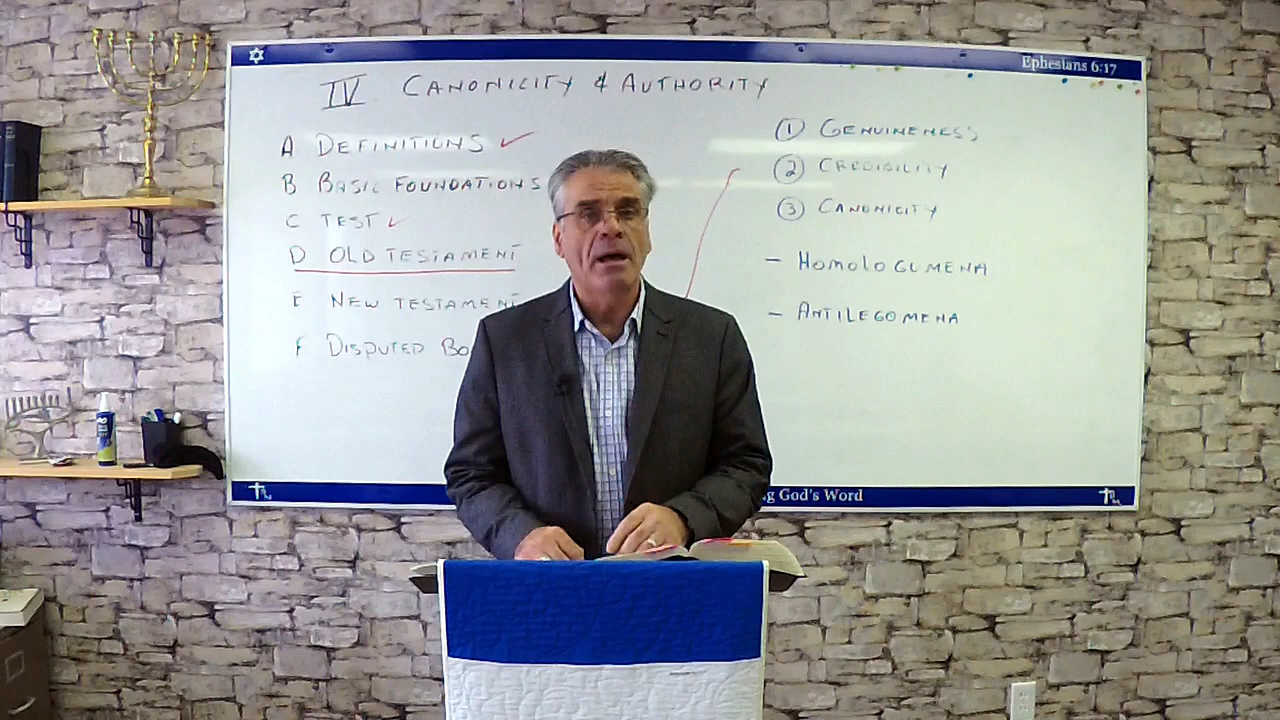 Ephesians 6:17
IV CANONICITY & AUTHORITY
A DEFINITIONS ✓
B BASIC FOUNDATIONS
C TEST ✓
D OLD TESTAMENT
E NEW TESTAMENT
F DISPUTED BO
① GENUINENESS
② CREDIBILITY
③ CANONICITY
- HOMOLOGUMENA
- ANTILEGOMENA
g God's Word